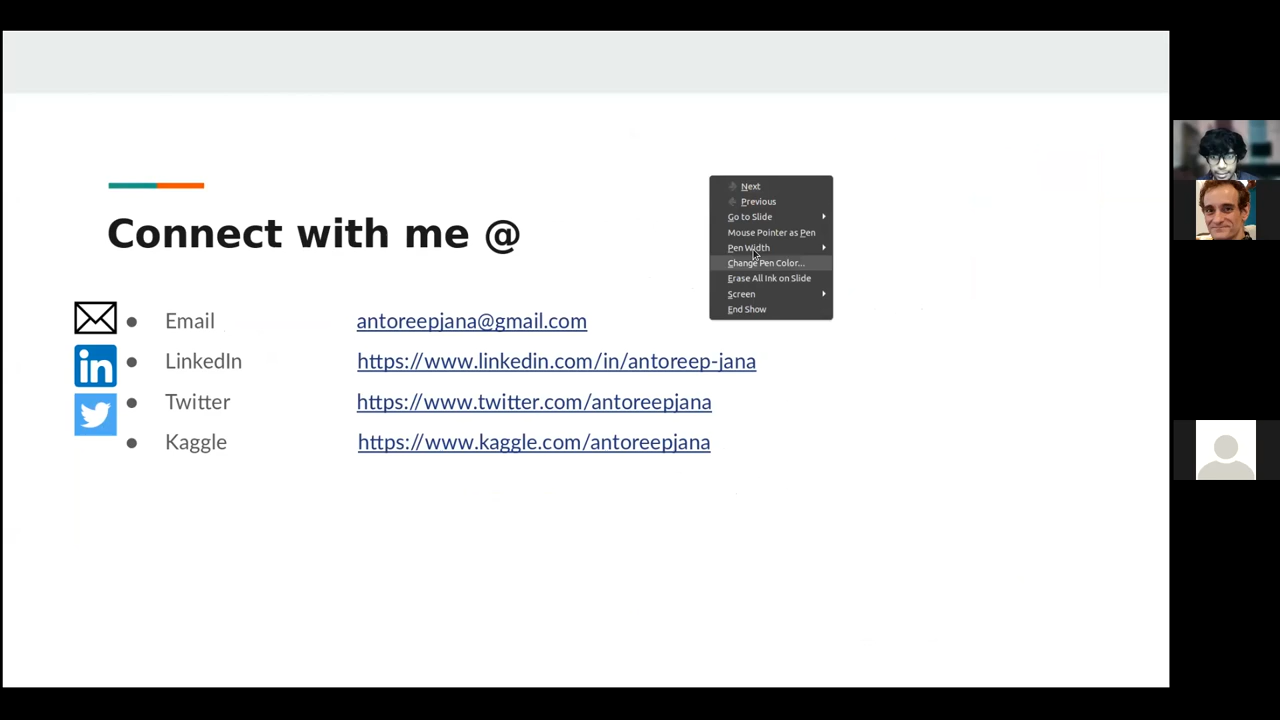 Connect with me @
Email antoreepjana@gmail.com
LinkedIn https://www.linkedin.com/in/antoreep-jana
Twitter https://www.twitter.com/antoreepjana
Kaggle https://www.kaggle.com/antoreepjana
Next
Previous
Go to Slide
Mouse Pointer as Pen
Pen Width
Change Pen Color...
Erase All Ink on Slide
Screen
End Show
in